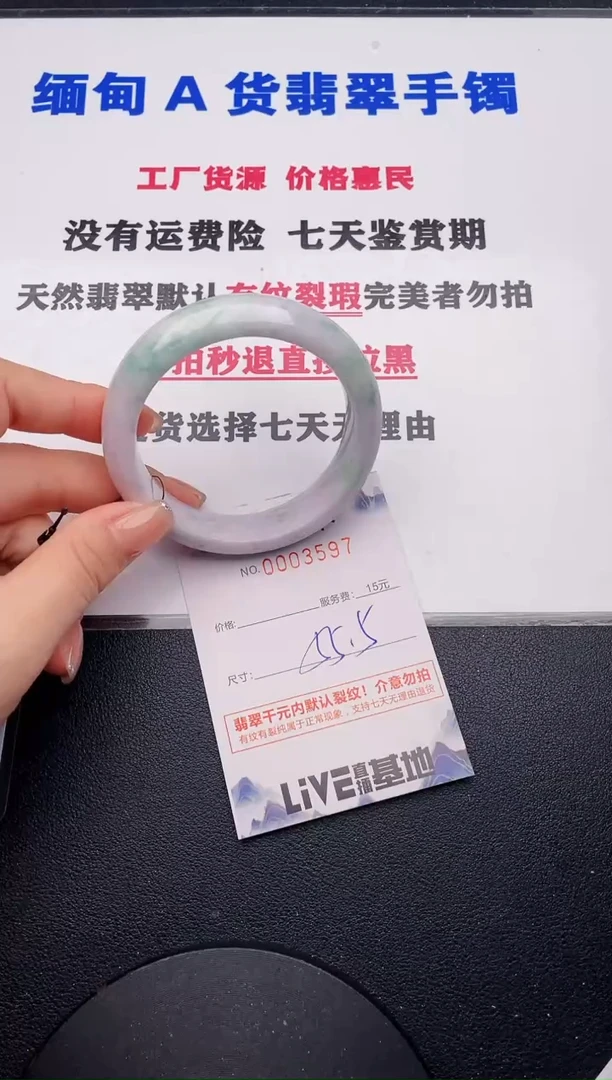 缅甸A货翡翠手镯
工厂货源 价格惠民
没有运费险 七天鉴赏期
天然翡翠默认有纹裂瑕完美者勿拍
拍秒退直接拉黑
货选择七天无理由
NO.0003597
价格: 服务费: 15元
尺寸: 55.5
翡翠千元内默认裂纹！介意勿拍
有纹有裂纯属于正常现象，支持七天无理由退货
LiVE直播基地